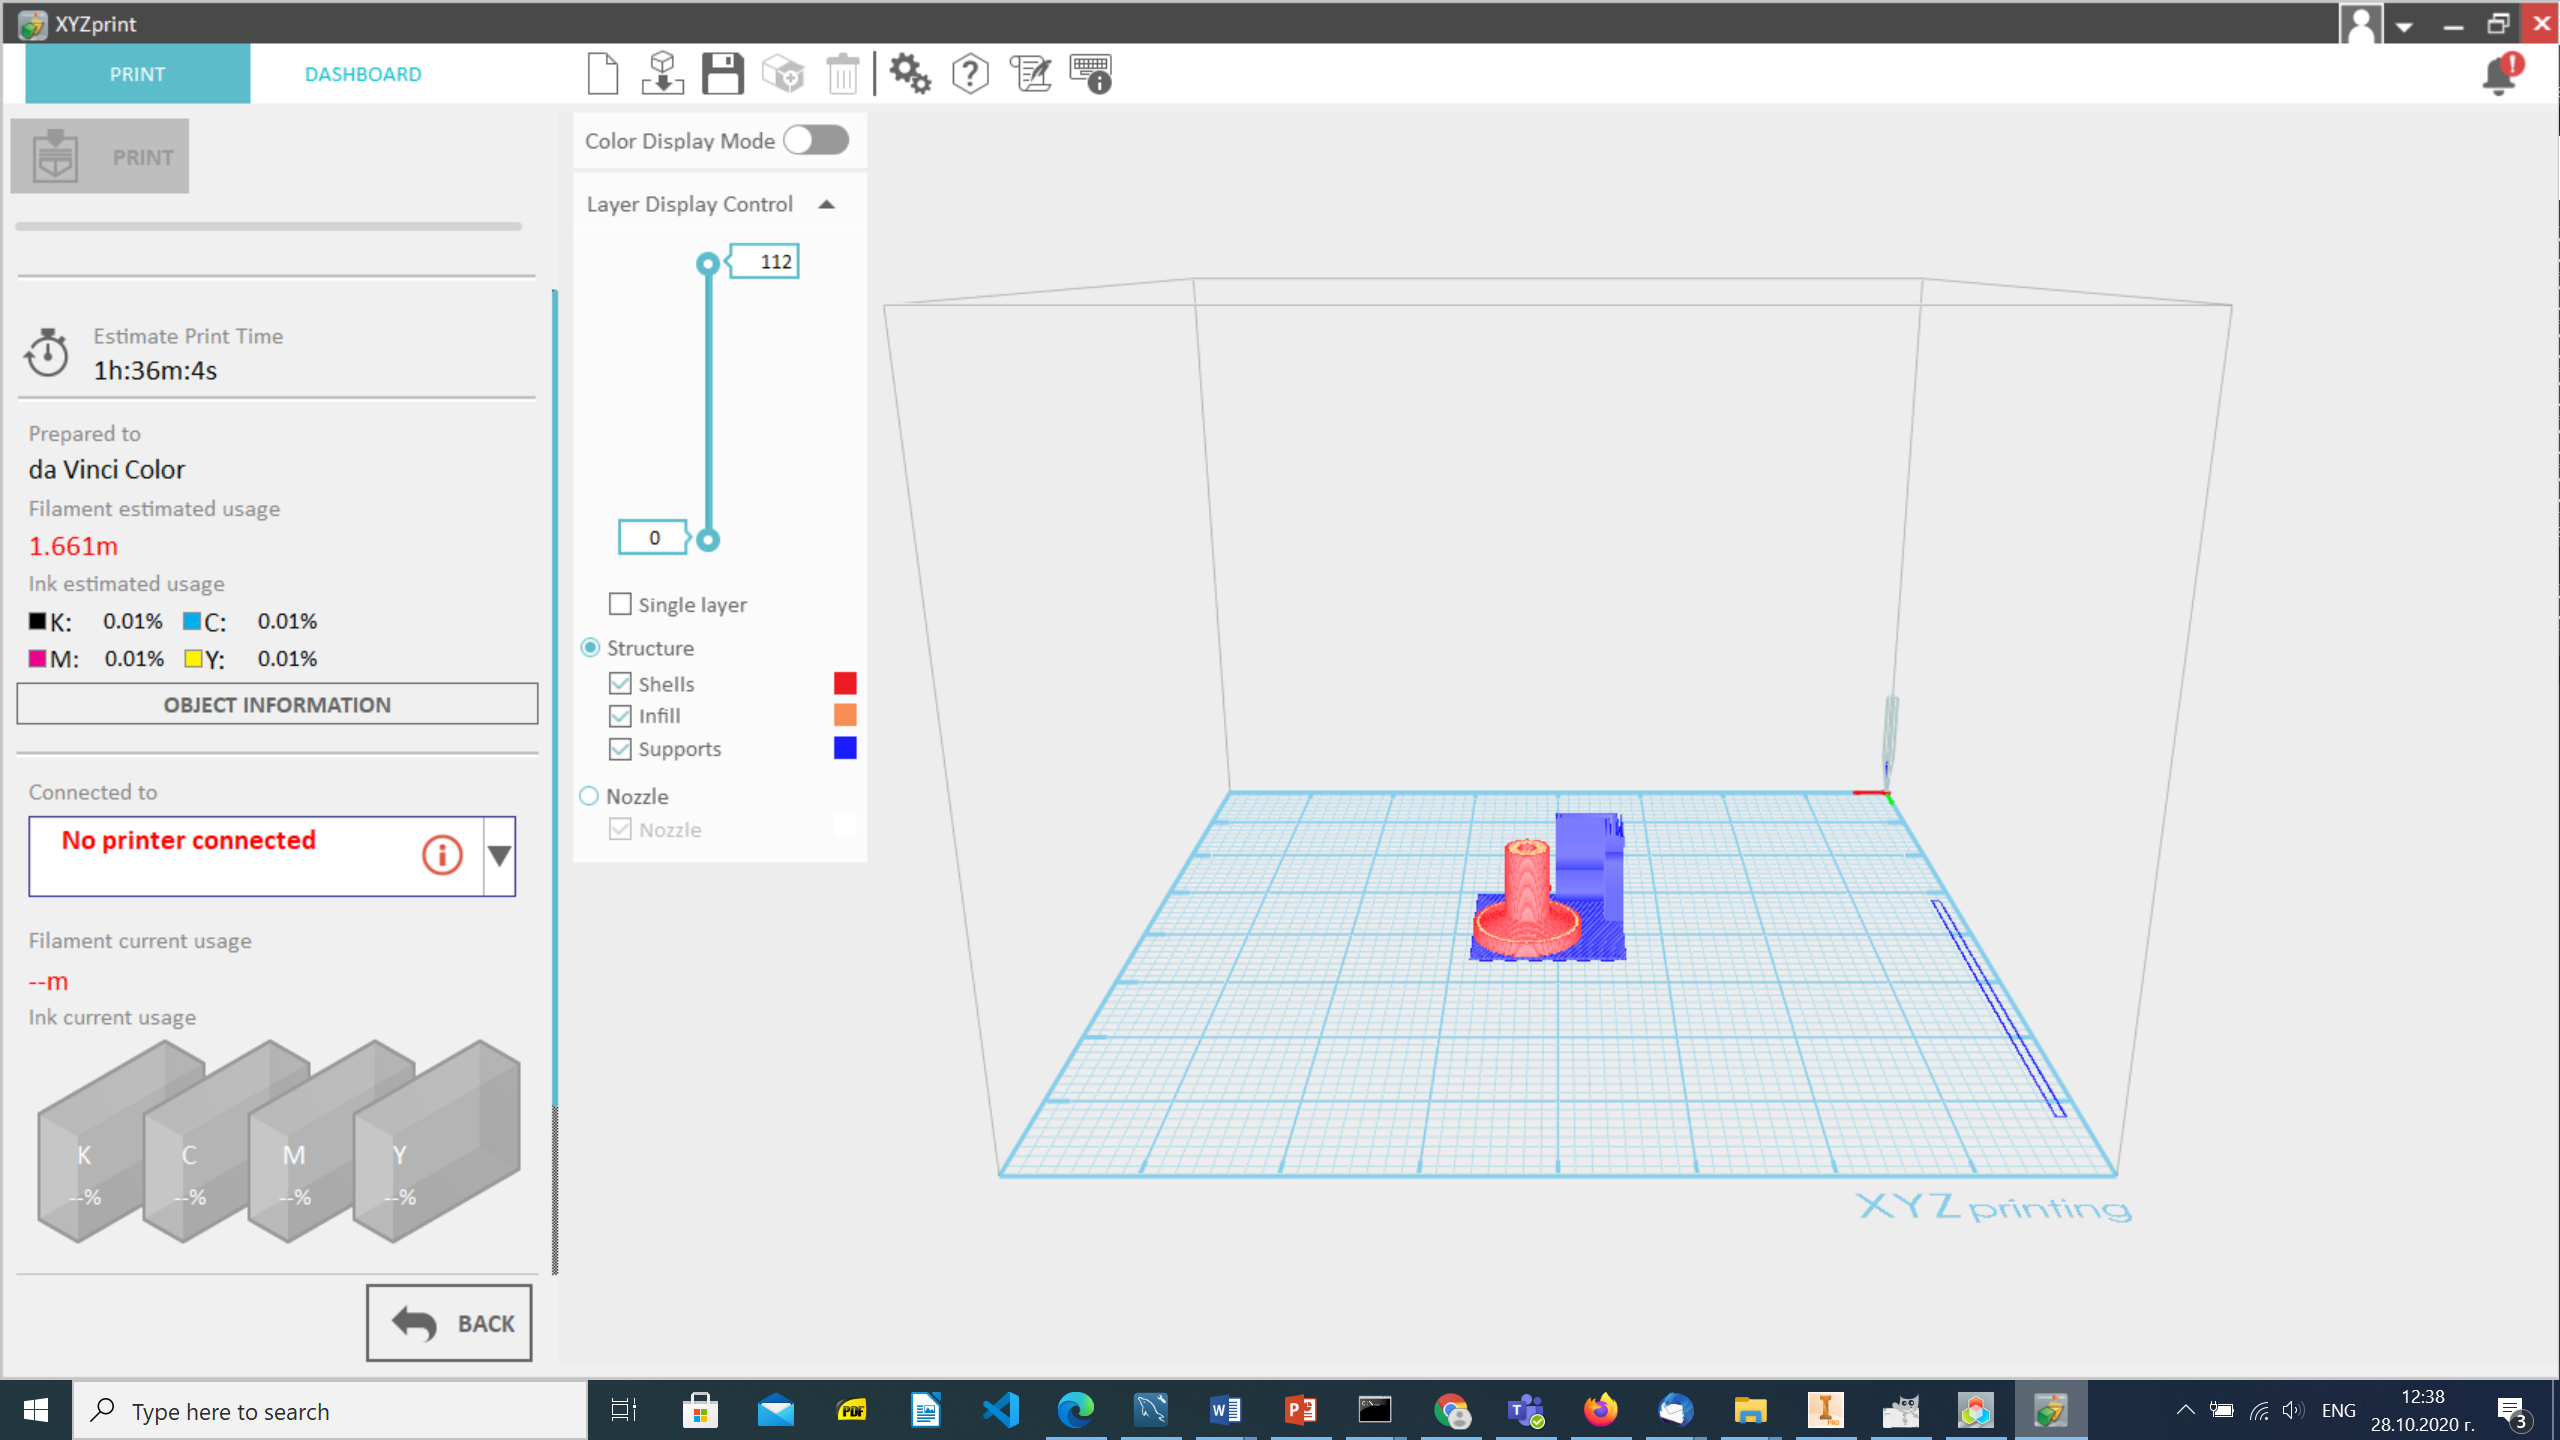 XYZprint
PRINT
DASHBOARD
PRINT
Estimate Print Time
1h:36m:4s
Prepared to
da Vinci Color
Filament estimated usage
1.661m
Ink estimated usage
K: 0.01% C: 0.01%
M: 0.01% Y: 0.01%
OBJECT INFORMATION
Connected to
No printer connected
Filament current usage
--m
Ink current usage
K C M Y
--% --% --% --%
BACK
Color Display Mode
Layer Display Control
112
0
Single layer
Structure
Shells
Infill
Supports
Nozzle
Nozzle
XYZprinting
Type here to search
PDF
ENG
12:38
28.10.2020 г.
3